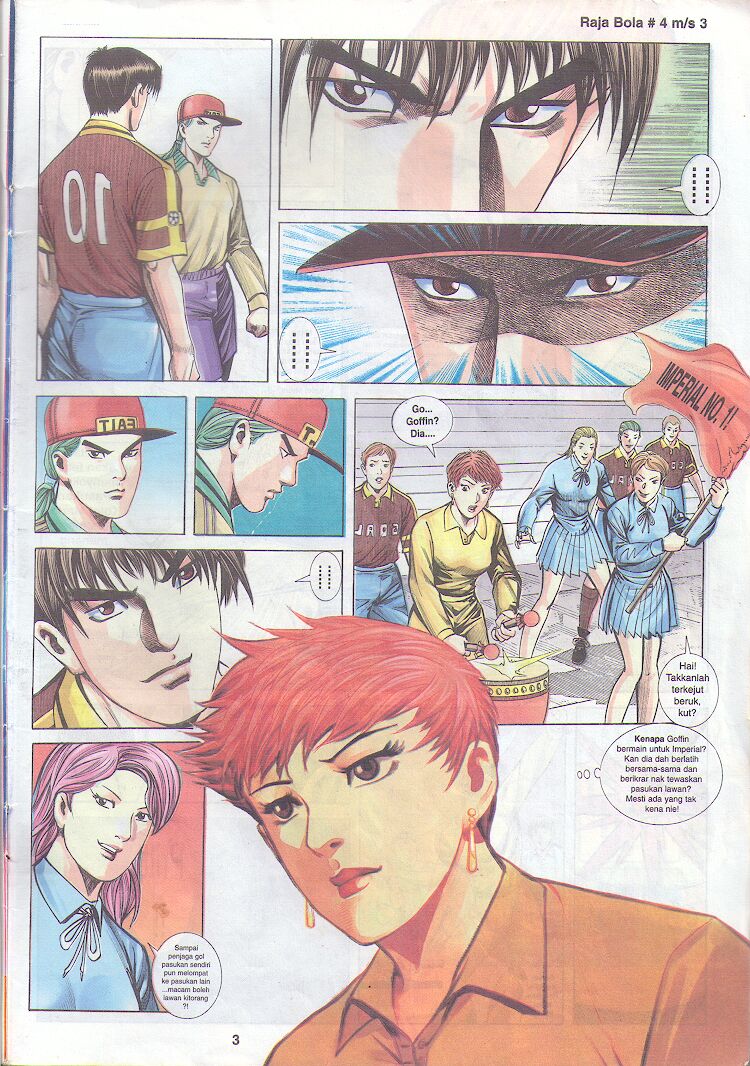 Raja Bola # 4 m/s 3
10
IMPERIAL NO. 1!
Go...
Goffin?
Dia....
Hai!
Takkanlah
terkejut
beruk,
kut?
Kenapa Goffin
bermain untuk Imperial?
Kan dia dah berlatih
bersama-sama dan
berikrar nak tewaskan
pasukan lawan?
Mesti ada yang tak
kena nie!
Sampai
penjaga gol
pasukan sendiri
pun melompat
ke pasukan lain
...macam boleh
lawan kitorang
?!
3